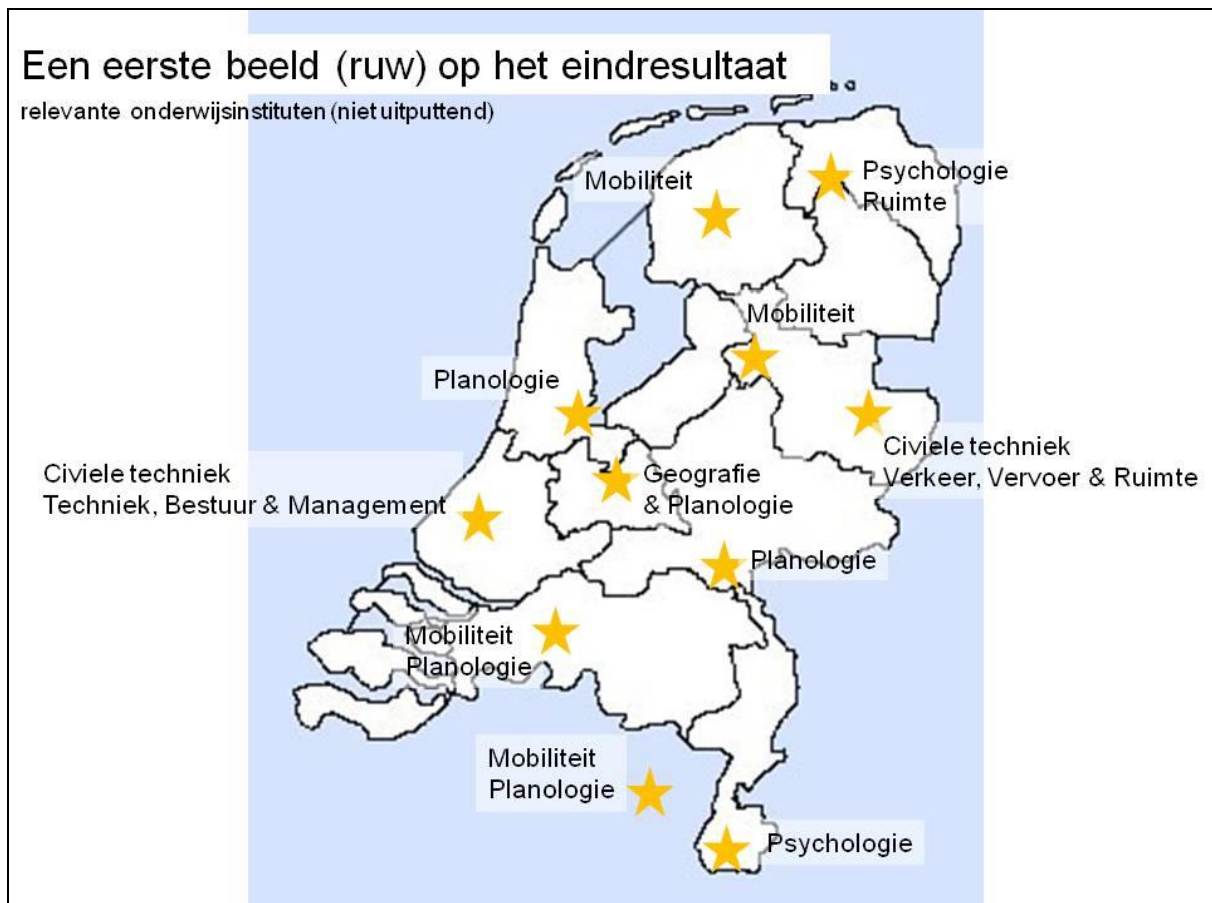 Een eerste beeld (ruw) op het eindresultaat
relevante onderwijsinstituten (niet uitputtend)
Mobiliteit
Psychologie
Ruimte
Mobiliteit
Planologie
Civiele techniek
Verkeer, Vervoer & Ruimte
Civiele techniek
Techniek, Bestuur & Management
Geografie
& Planologie
Planologie
Mobiliteit
Planologie
Mobiliteit
Planologie
Psychologie